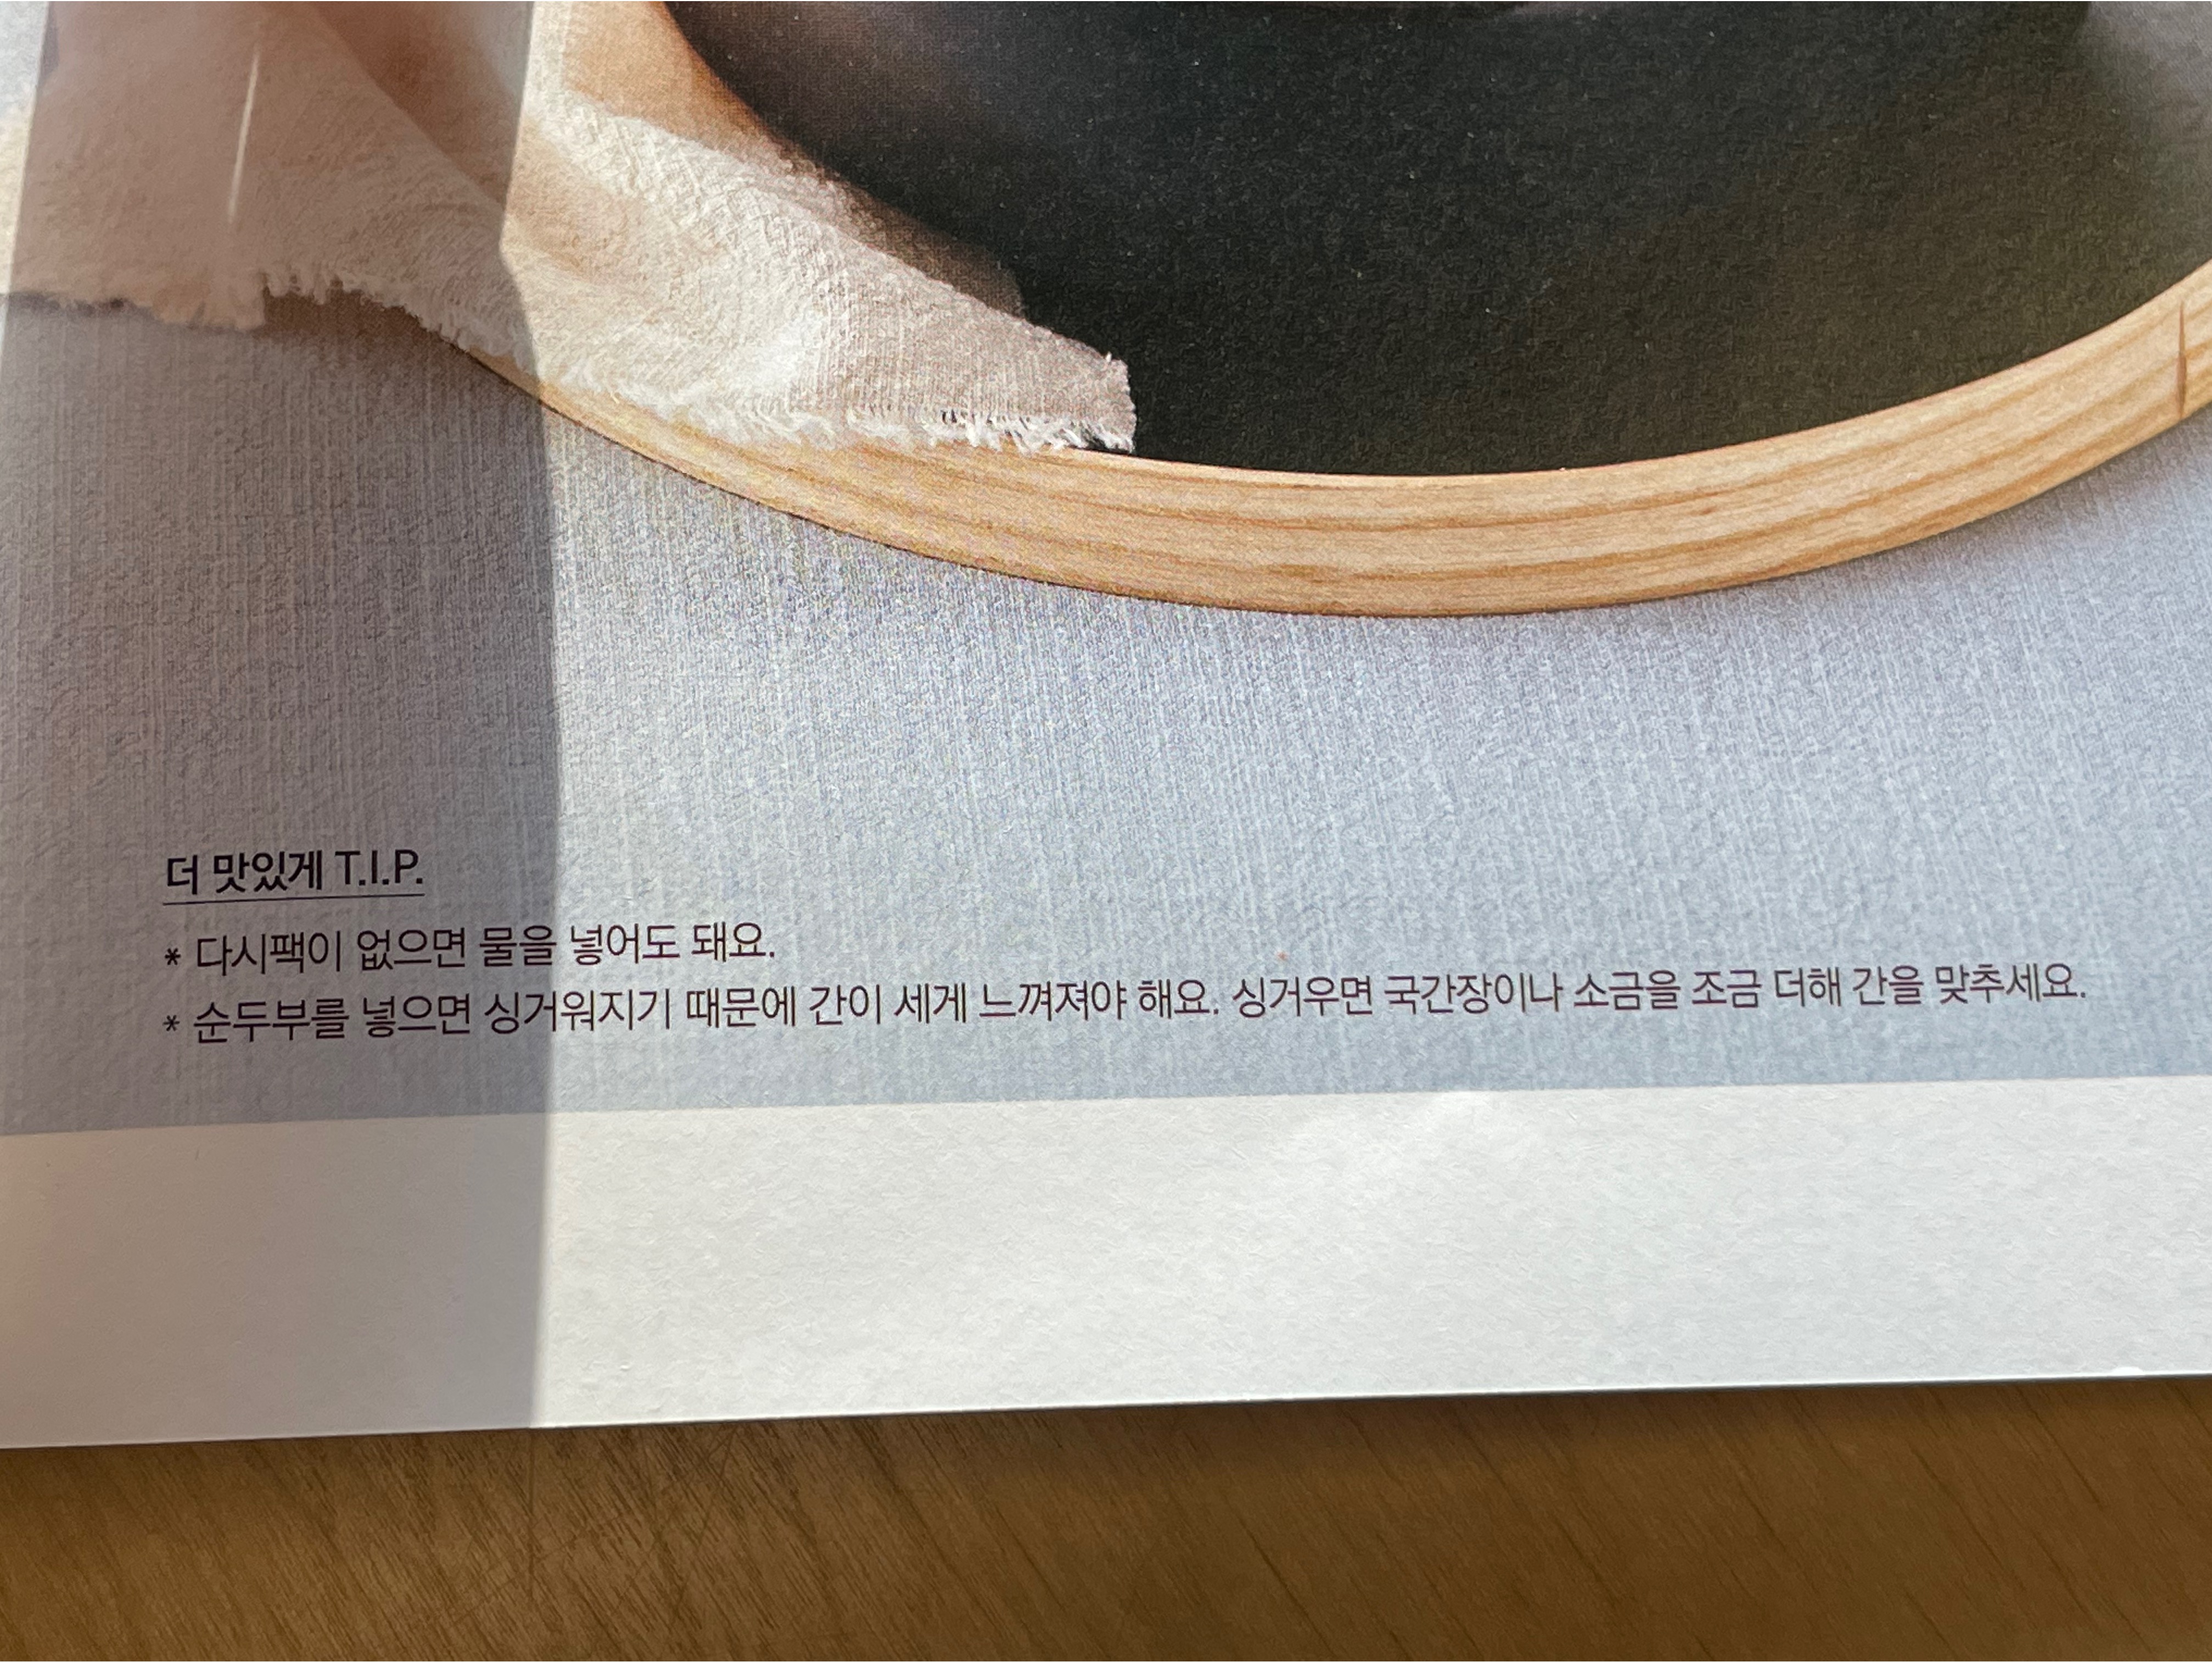 더 맛있게 T.I.P.
* 다시팩이 없으면 물을 넣어도 돼요.
* 순두부를 넣으면 싱거워지기 때문에 간이 세게 느껴져야 해요. 싱거우면 국간장이나 소금을 조금 더해 간을 맞추세요.